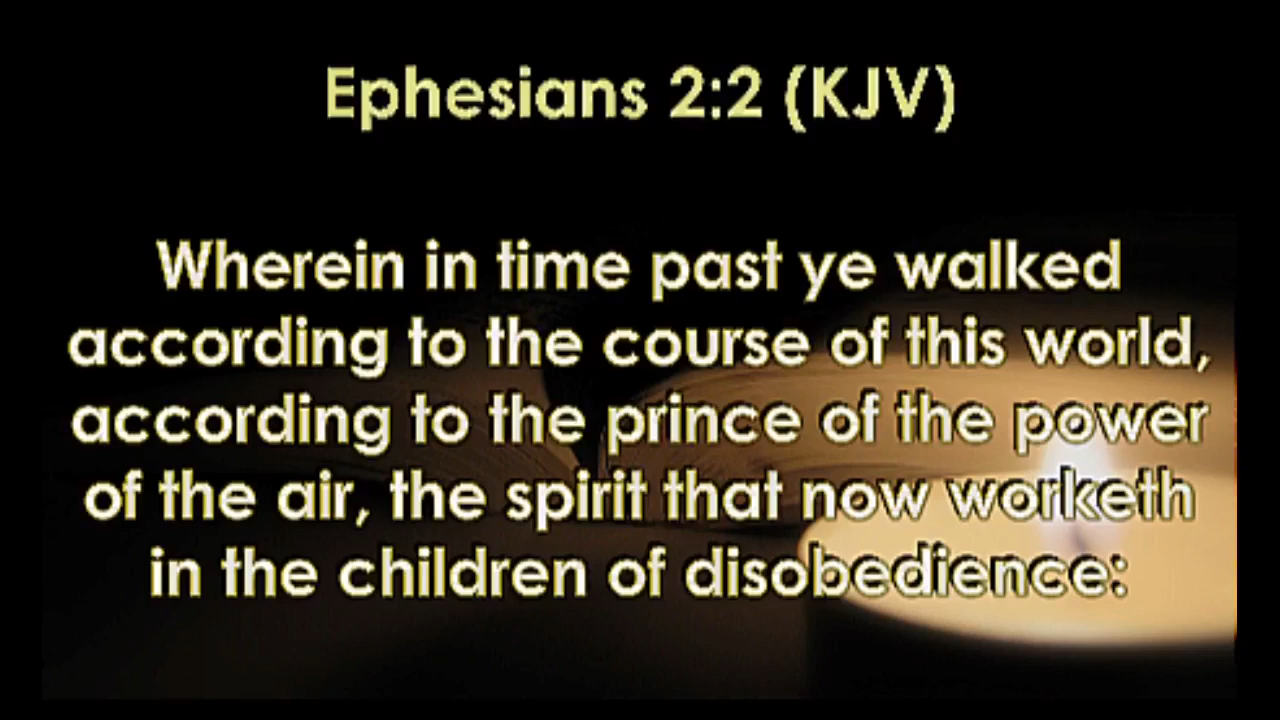 Ephesians 2:2 (KJV)
Wherein in time past ye walked
according to the course of this world,
according to the prince of the power
of the air, the spirit that now worketh
in the children of disobedience: